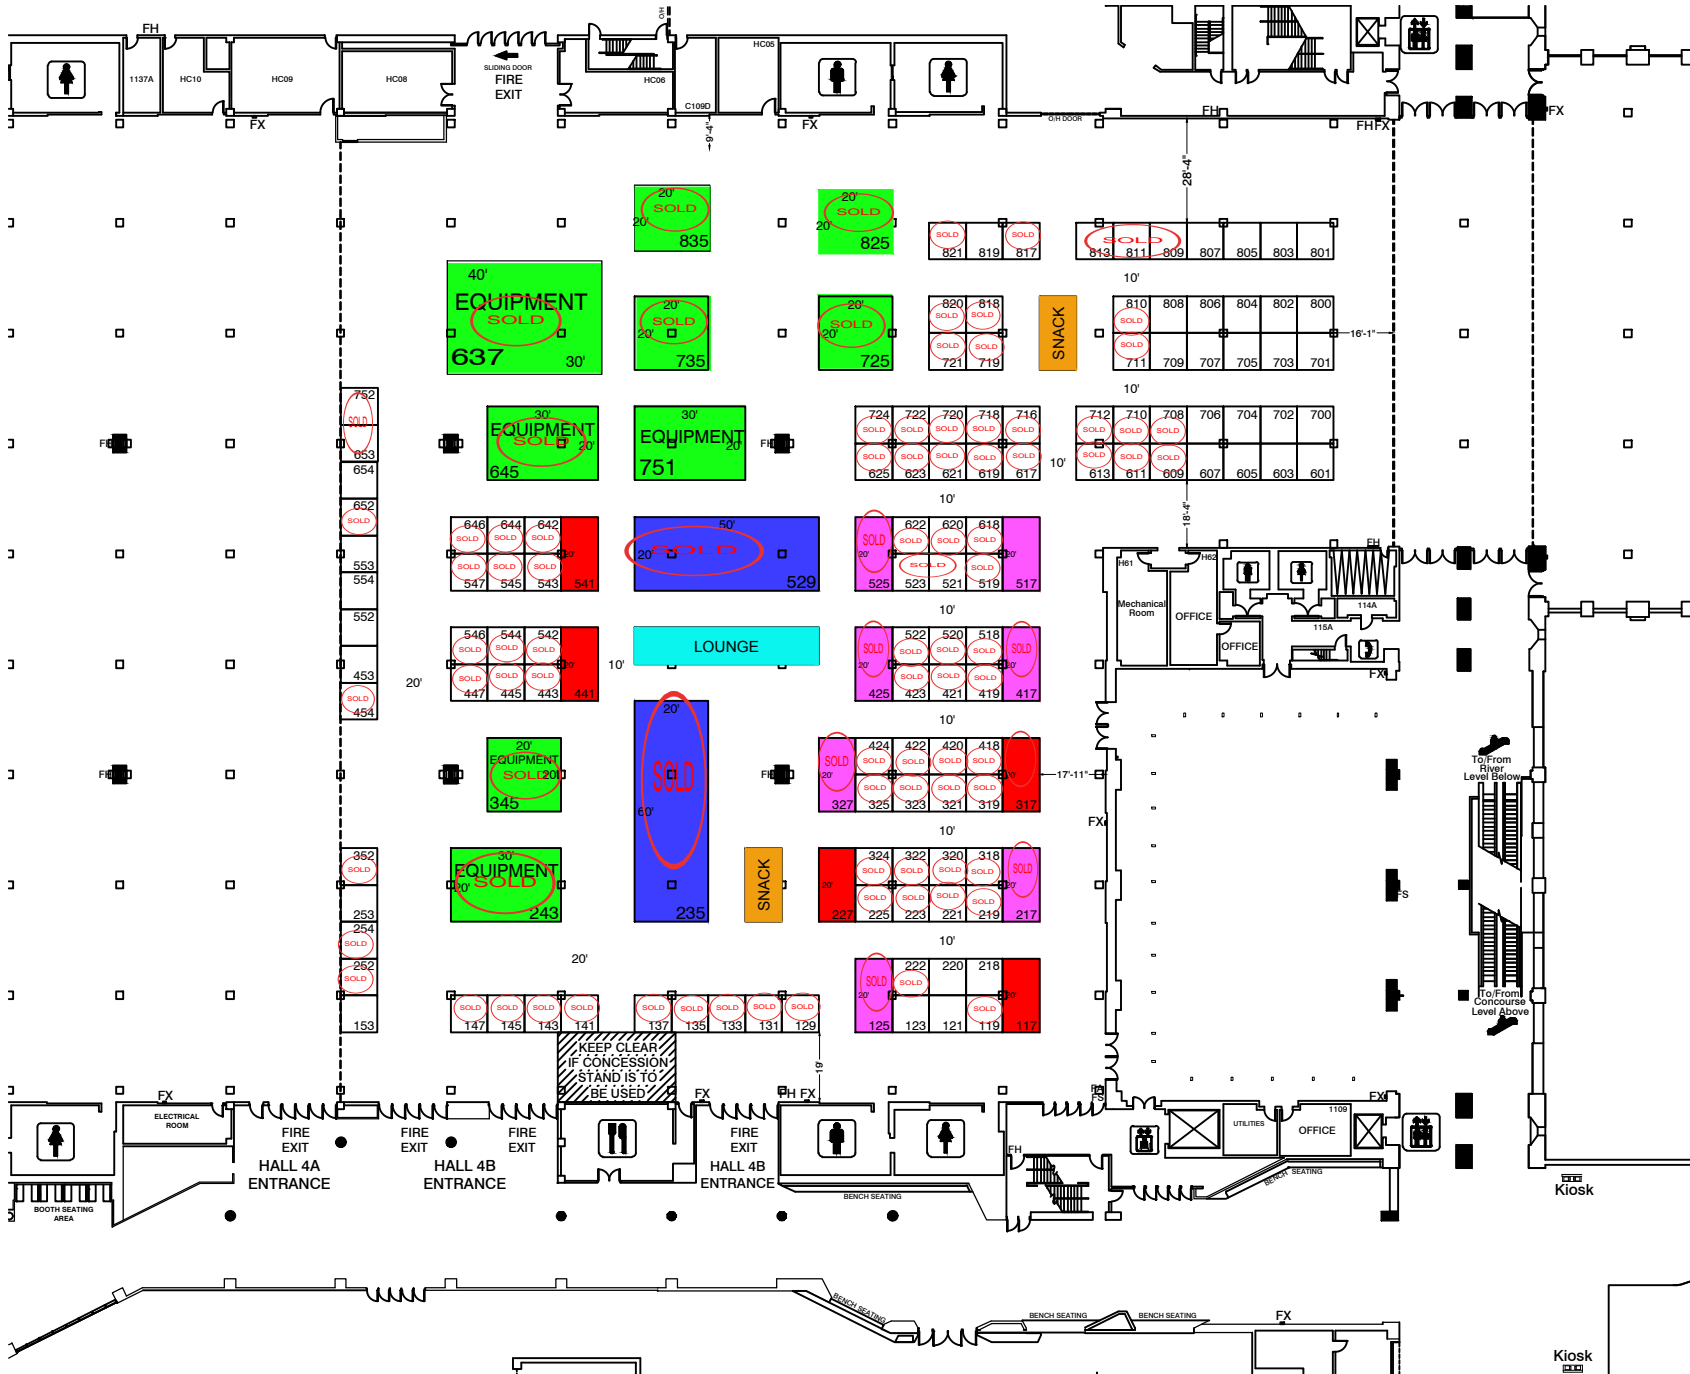 FH
O/H
1137A
HC10
HC09
HC08
SLIDING DOOR
FIRE
EXIT
HC06
HC05
C109D
FX
9'-4"
FX
O/H DOOR
FH
FH FX
FX
28'-4"
20'
SOLD
20'
835
20'
SOLD
20'
825
SOLD
SOLD
821 819 817
SOLD
813 811 809 807 805 803 801
10'
40'
EQUIPMENT
SOLD
637
30'
20'
SOLD
20'
735
20'
SOLD
20'
725
820 818
SOLD SOLD
SOLD SOLD
721 719
SNACK
810 808 806 804 802 800
SOLD
SOLD
711 709 707 705 703 701
16'-1"
10'
752
SOLD
653
654
652
SOLD
553
554
552
453
SOLD
454
FH
30'
EQUIPMENT
SOLD
20'
645
30'
EQUIPMENT
20'
751
FH
724 722 720 718 716
SOLD SOLD SOLD SOLD SOLD
SOLD SOLD SOLD SOLD SOLD
625 623 621 619 617
10'
712 710 708 706 704 702 700
SOLD SOLD SOLD
SOLD SOLD SOLD
613 611 609 607 605 603 601
10'
18'-4"
646 644 642
SOLD SOLD SOLD
20'
SOLD SOLD SOLD
547 545 543 541
50'
SOLD
20'
529
622 620 618
SOLD SOLD SOLD SOLD
20' 20'
SOLD SOLD
525 523 521 519 517
10'
546 544 542
SOLD SOLD SOLD
20'
SOLD SOLD SOLD
447 445 443 441
10'
LOUNGE
522 520 518
SOLD SOLD SOLD SOLD SOLD
20' 20'
SOLD SOLD SOLD
425 423 421 419 417
20'
10'
20'
EQUIPMENT
SOLD
20'
345
20'
SOLD
60'
235
FH
FH
424 422 420 418
SOLD SOLD SOLD SOLD SOLD
20' 20'
SOLD SOLD SOLD SOLD
327 325 323 321 319 317
17'-11"
10'
352
SOLD
253
254
SOLD
252
SOLD
153
30'
EQUIPMENT
SOLD
20'
243
SNACK
324 322 320 318
SOLD SOLD SOLD SOLD SOLD
20' 20'
SOLD SOLD SOLD SOLD
227 225 223 221 219 217
10'
20'
222 220 218
SOLD SOLD
20' 20'
SOLD
125 123 121 119 117
SOLD SOLD SOLD SOLD
147 145 143 141
SOLD SOLD SOLD SOLD SOLD
137 135 133 131 129
19'
KEEP CLEAR
IF CONCESSION
STAND IS TO
BE USED
H61
H62
FH
Mechanical
Room
OFFICE
OFFICE
114A
115A
FX
FX
FS
To/From
River
Level Below
To/From
Concourse
Level Above
FX
ELECTRICAL
ROOM
FX
FH FX
FS
FX
FIRE
EXIT
FIRE
EXIT
FIRE
EXIT
FIRE
EXIT
HALL 4A
ENTRANCE
HALL 4B
ENTRANCE
HALL 4B
ENTRANCE
UTILITIES
1109
OFFICE
FH
BENCH SEATING
BENCH SEATING
BOOTH SEATING
AREA
Kiosk
BENCH SEATING
BENCH SEATING
BENCH SEATING
FX
Kiosk